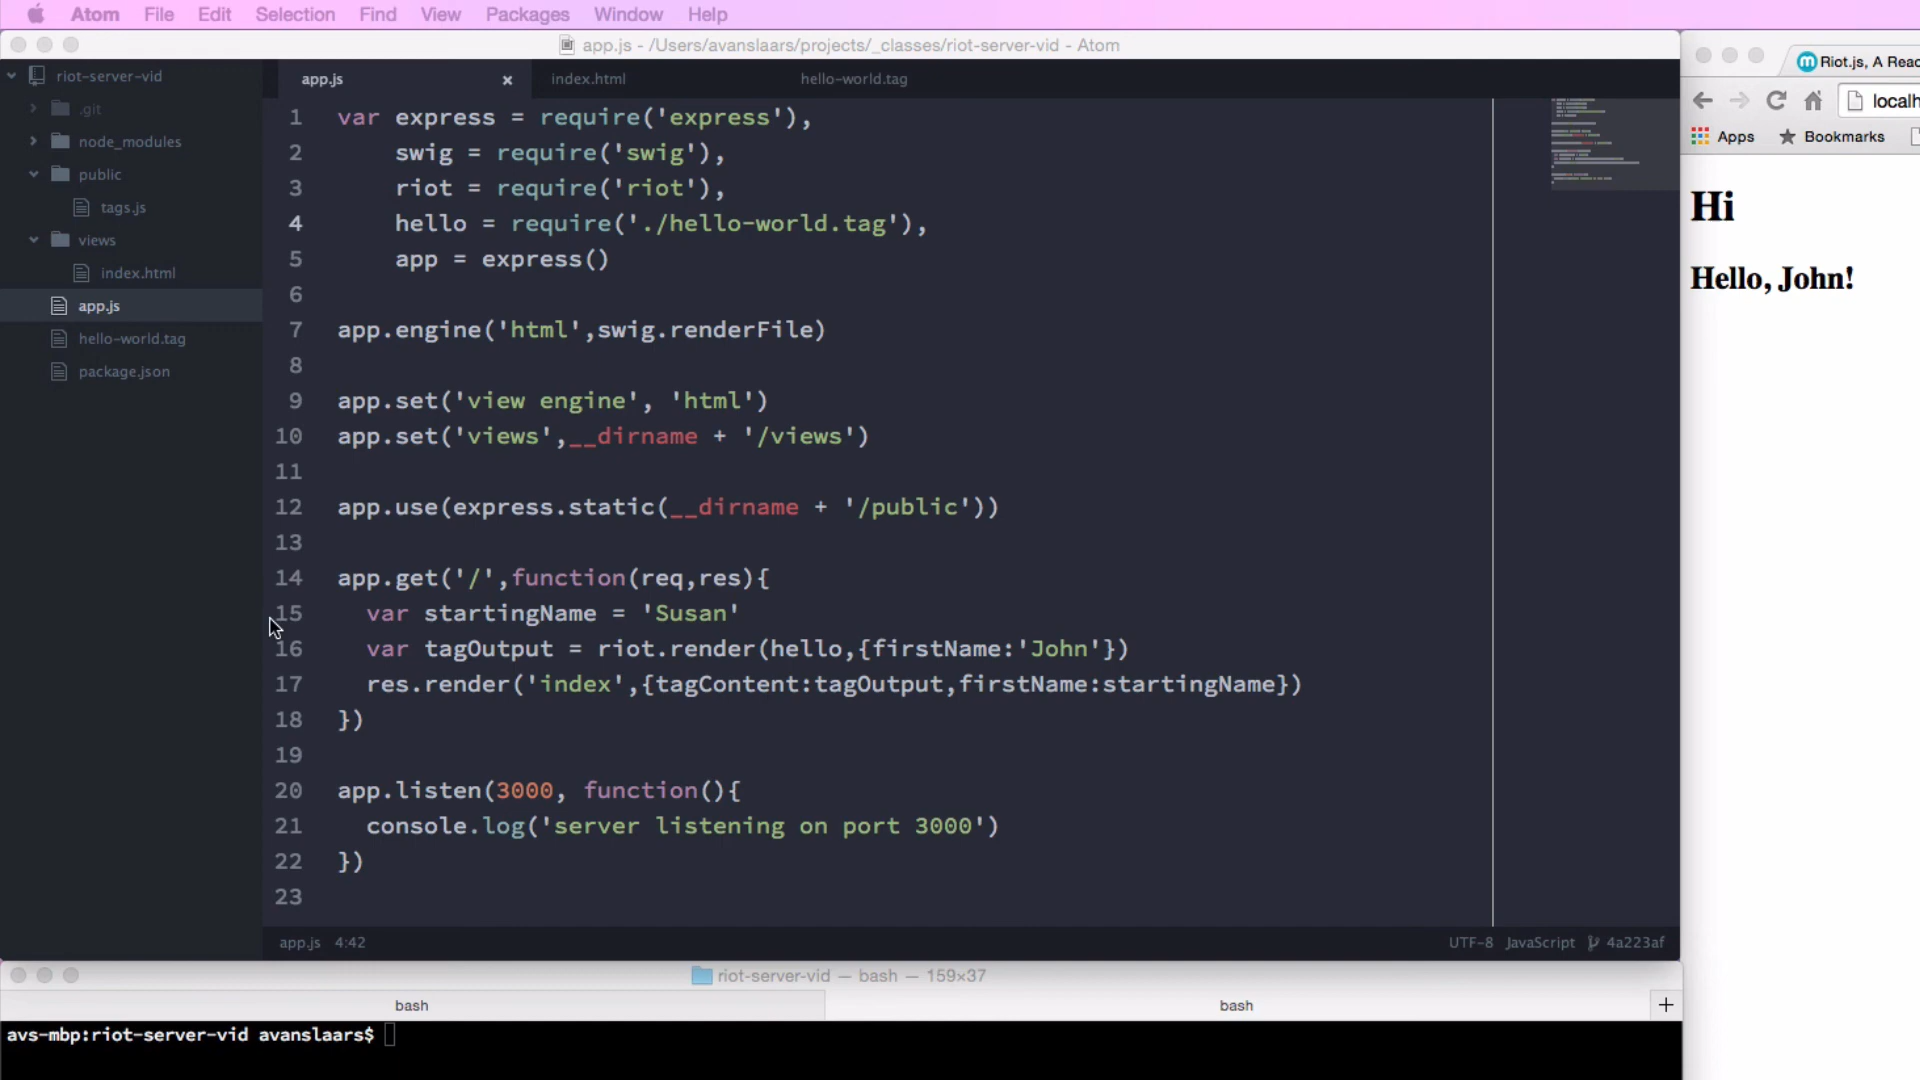 Atom File Edit Selection Find View Packages Window Help
app.js - /Users/avanslaars/projects/_classes/riot-server-vid - Atom
riot-server-vid
.git
node_modules
public
tags.js
views
index.html
app.js
hello-world.tag
package.json
app.js × index.html hello-world.tag
1 var express = require('express'),
2 swig = require('swig'),
3 riot = require('riot'),
4 hello = require('./hello-world.tag'),
5 app = express()
6
7 app.engine('html',swig.renderFile)
8
9 app.set('view engine', 'html')
10 app.set('views',__dirname + '/views')
11
12 app.use(express.static(__dirname + '/public'))
13
14 app.get('/',function(req,res){
15 var startingName = 'Susan'
16 var tagOutput = riot.render(hello,{firstName:'John'})
17 res.render('index',{tagContent:tagOutput,firstName:startingName})
18 })
19
20 app.listen(3000, function(){
21 console.log('server listening on port 3000')
22 })
23
app.js 4:42 UTF-8 JavaScript 4a223af
riot-server-vid — bash — 159×37
bash bash +
avs-mbp:riot-server-vid avanslaars$
Riot.js, A Reac
localh
Apps Bookmarks
Hi
Hello, John!